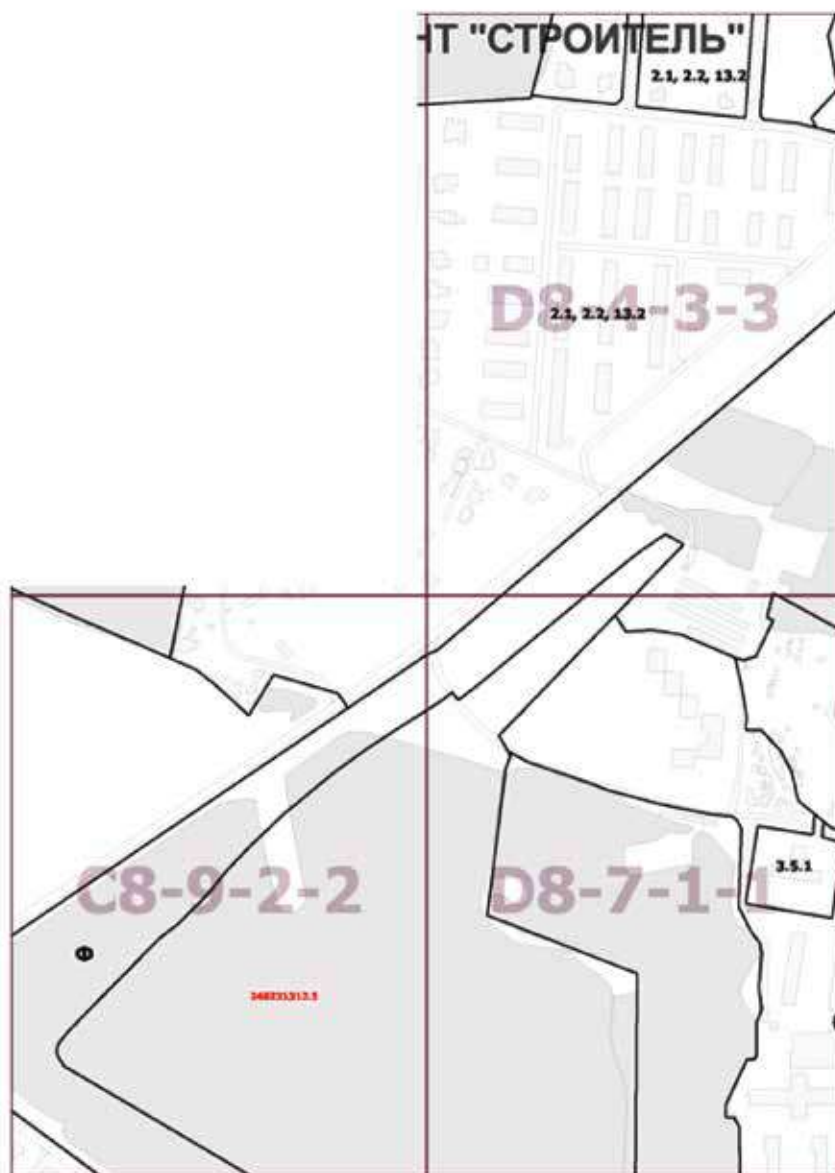 НТ "СТРОИТЕЛЬ"
2.1, 2.2, 13.2
D8-4-3-3
2.1, 2.2, 13.2
C8-9-2-2
D8-7-1-1
3.5.1
Ф